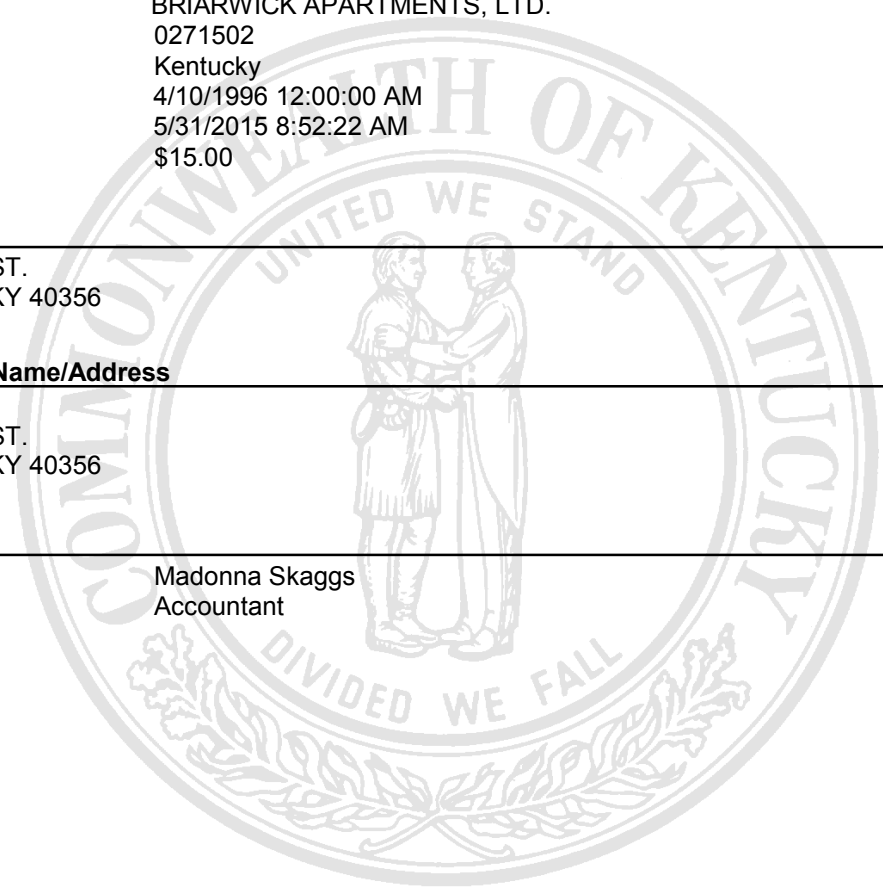 BRIARWICK APARTMENTS, LTD.
0271502
Kentucky
4/10/1996 12:00:00 AM
5/31/2015 8:52:22 AM
$15.00
ST.
KY 40356
Name/Address
ST.
KY 40356
Madonna Skaggs
Accountant
COMMONWEALTH OF KENTUCKY
UNITED WE STAND
DIVIDED WE FALL